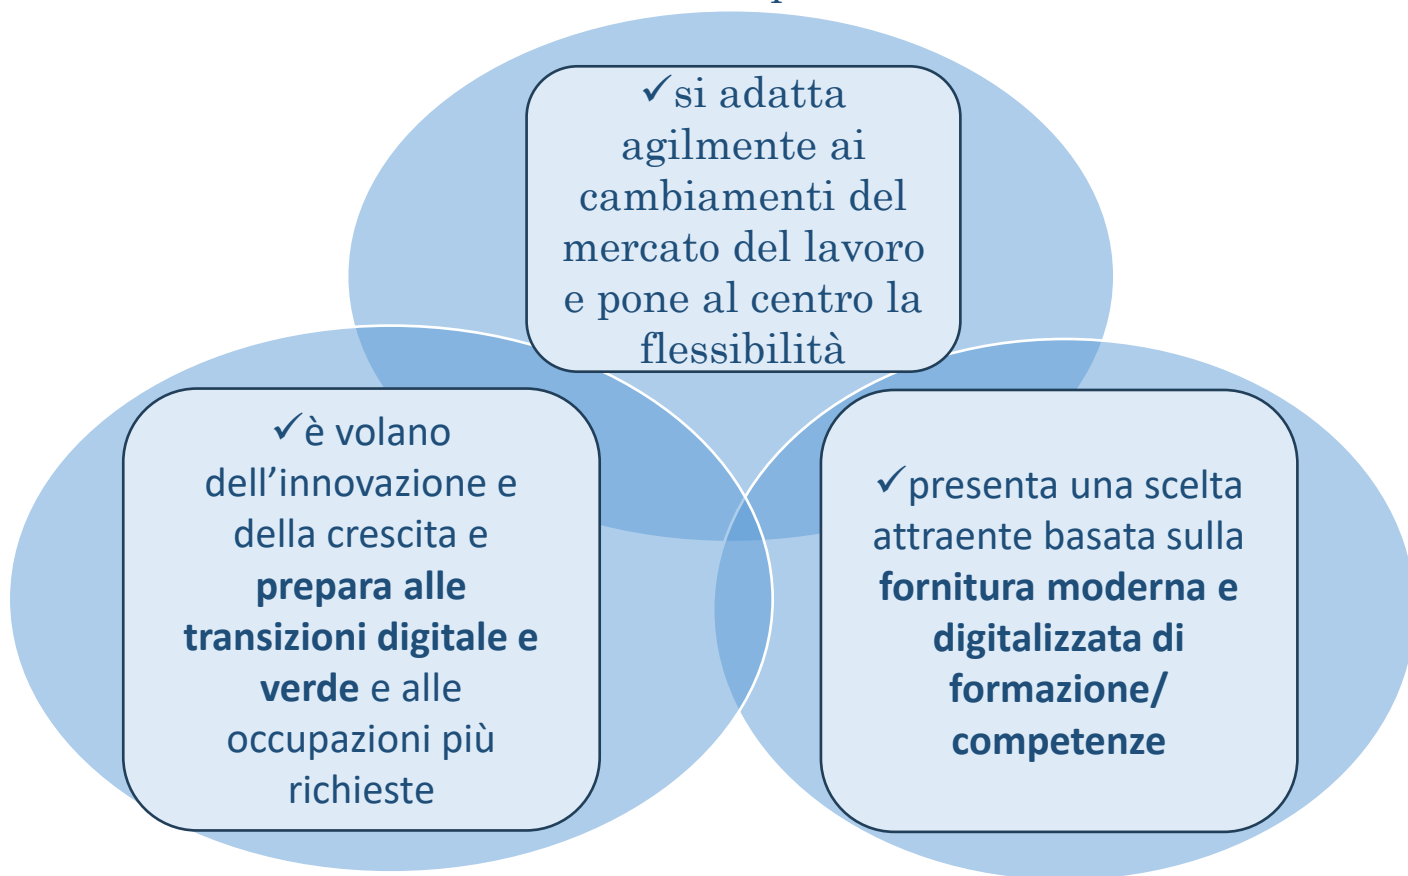 ✓si adatta
agilmente ai
cambiamenti del
mercato del lavoro
e pone al centro la
flessibilità
✓è volano
dell’innovazione e
della crescita e
prepara alle
transizioni digitale e
verde e alle
occupazioni più
richieste
✓presenta una scelta
attraente basata sulla
fornitura moderna e
digitalizzata di
formazione/
competenze